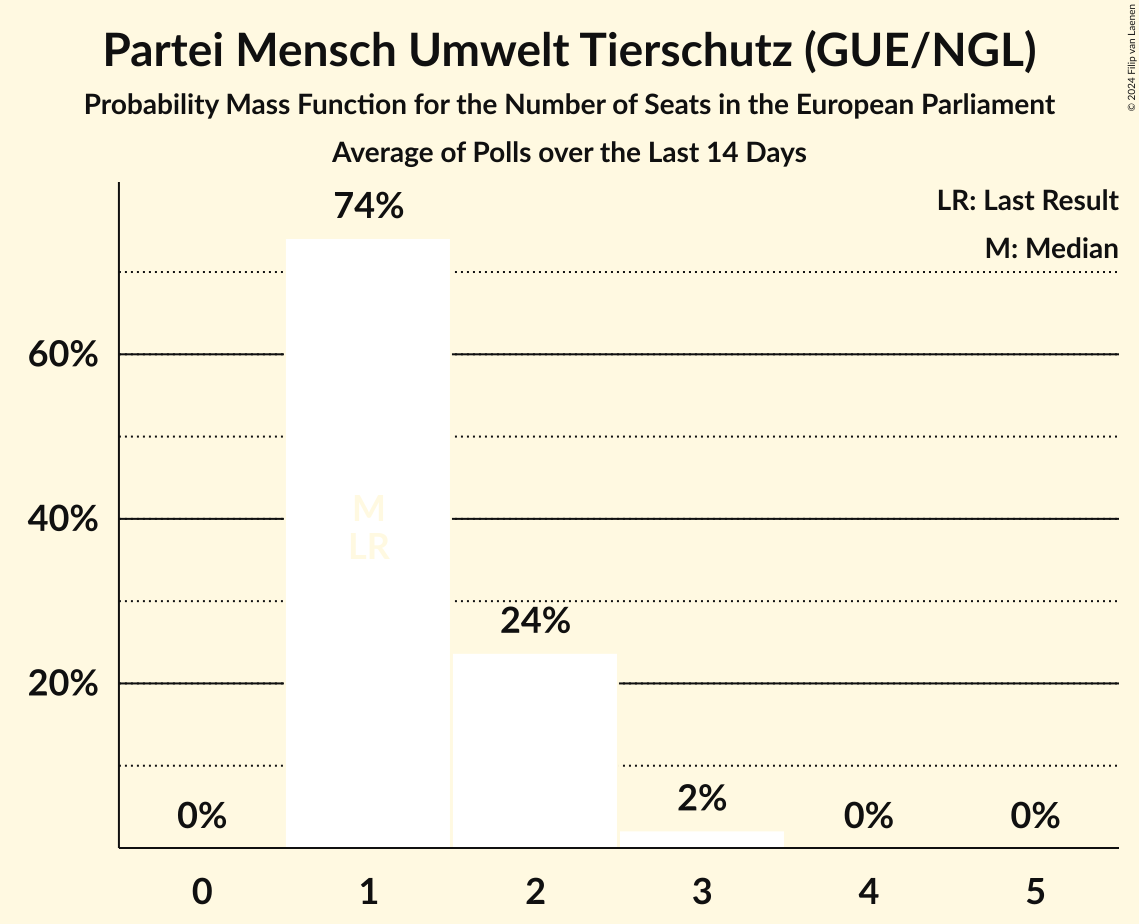 Partei Mensch Umwelt Tierschutz (GUE/NGL)
Probability Mass Function for the Number of Seats in the European Parliament
Average of Polls over the Last 14 Days
© 2024 Filip van Laenen
LR: Last Result
M: Median
74%
60%
40%
20%
M
LR
24%
0%
2%
0%
0%
0
1
2
3
4
5